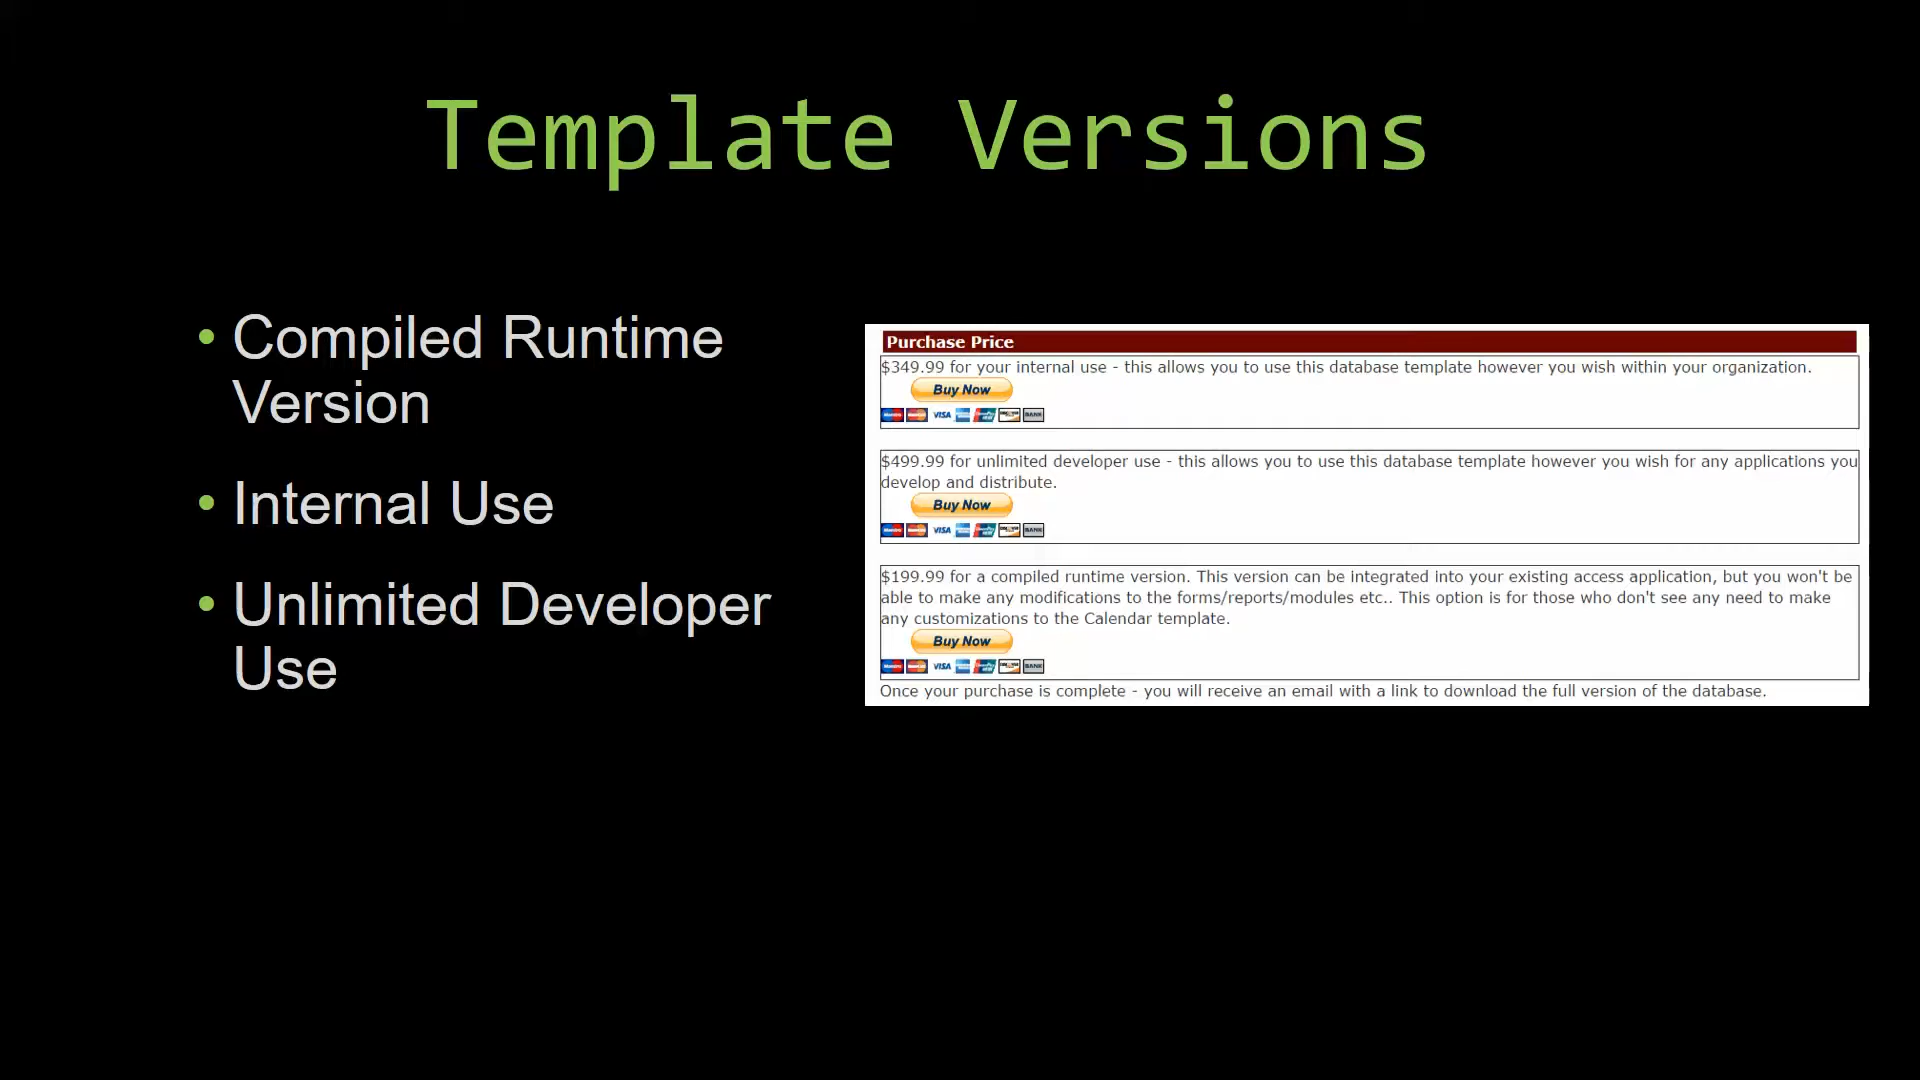 Template Versions
• Compiled Runtime
Version
• Internal Use
• Unlimited Developer
Use
Purchase Price
$349.99 for your internal use - this allows you to use this database template however you wish within your organization.
Buy Now
VISA BANK
$499.99 for unlimited developer use - this allows you to use this database template however you wish for any applications you
develop and distribute.
Buy Now
VISA BANK
$199.99 for a compiled runtime version. This version can be integrated into your existing access application, but you won't be
able to make any modifications to the forms/reports/modules etc.. This option is for those who don't see any need to make
any customizations to the Calendar template.
Buy Now
VISA BANK
Once your purchase is complete - you will receive an email with a link to download the full version of the database.